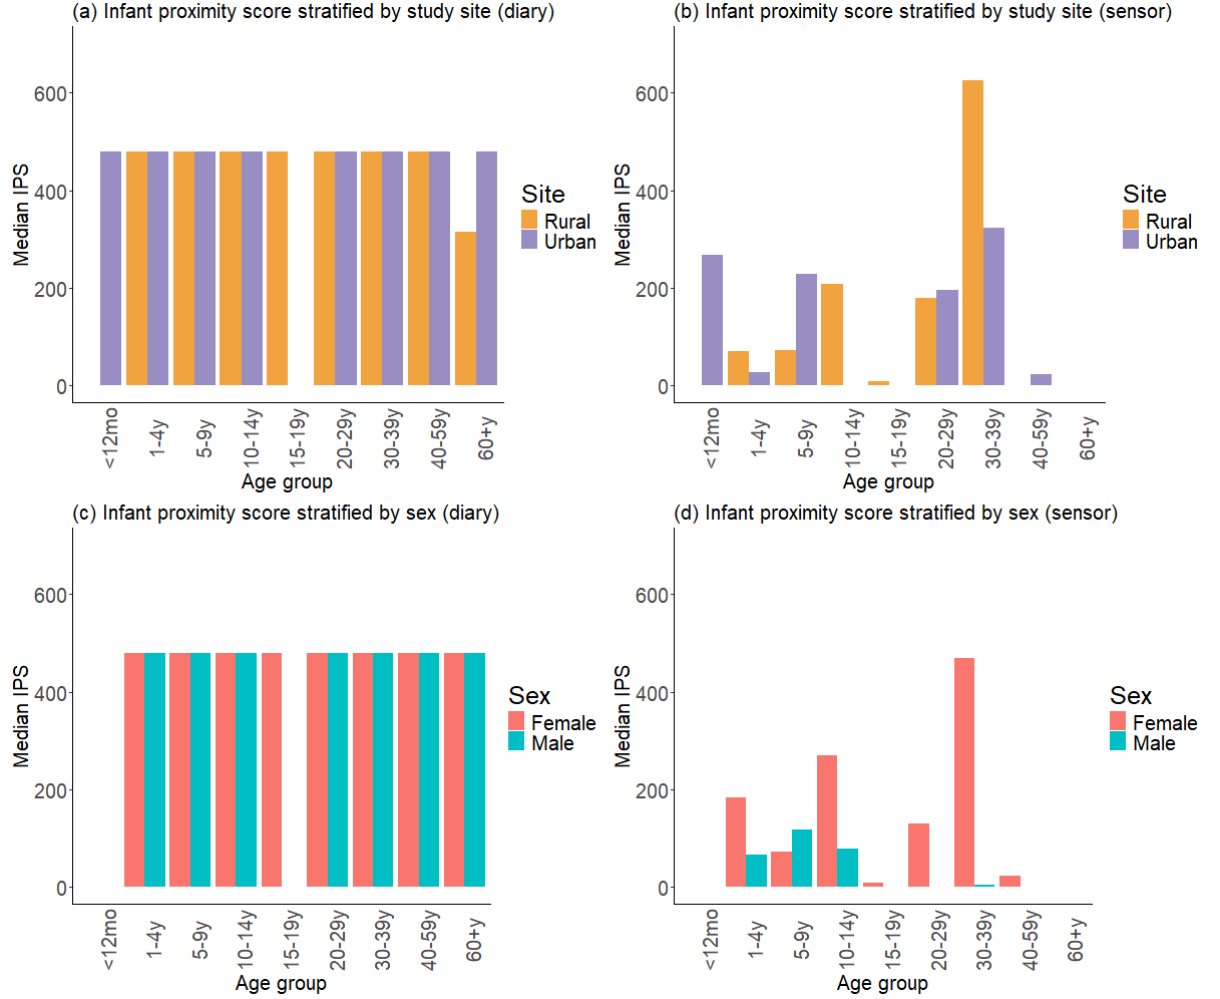 (a) Infant proximity score stratified by study site (diary)
600
400
200
0
Median IPS
<12mo
1-4y
5-9y
10-14y
15-19y
20-29y
30-39y
40-59y
60+y
Age group
Site
Rural
Urban
(b) Infant proximity score stratified by study site (sensor)
600
400
200
0
Median IPS
<12mo
1-4y
5-9y
10-14y
15-19y
20-29y
30-39y
40-59y
60+y
Age group
Site
Rural
Urban
(c) Infant proximity score stratified by sex (diary)
600
400
200
0
Median IPS
<12mo
1-4y
5-9y
10-14y
15-19y
20-29y
30-39y
40-59y
60+y
Age group
Sex
Female
Male
(d) Infant proximity score stratified by sex (sensor)
600
400
200
0
Median IPS
<12mo
1-4y
5-9y
10-14y
15-19y
20-29y
30-39y
40-59y
60+y
Age group
Sex
Female
Male